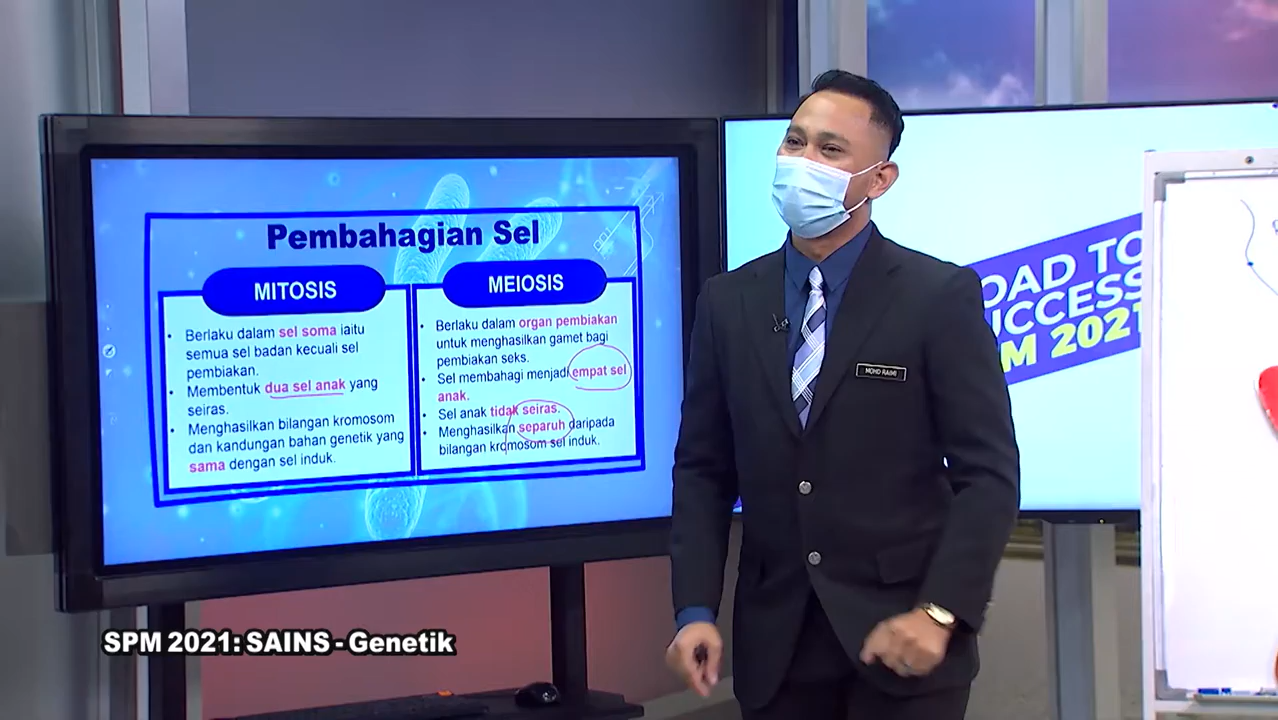 Pembahagian Sel
MITOSIS
• Berlaku dalam sel soma iaitu
semua sel badan kecuali sel
pembiakan.
• Membentuk dua sel anak yang
seiras.
• Menghasilkan bilangan kromosom
dan kandungan bahan genetik yang
sama dengan sel induk.
MEIOSIS
• Berlaku dalam organ pembiakan
untuk menghasilkan gamet bagi
pembiakan seks.
• Sel membahagi menjadi empat sel
anak.
• Sel anak tidak seiras.
• Menghasilkan separuh daripada
bilangan kromosom sel induk.
OAD TO
UCCESS
M 2021
MOHD RAIMI
SPM 2021: SAINS - Genetik